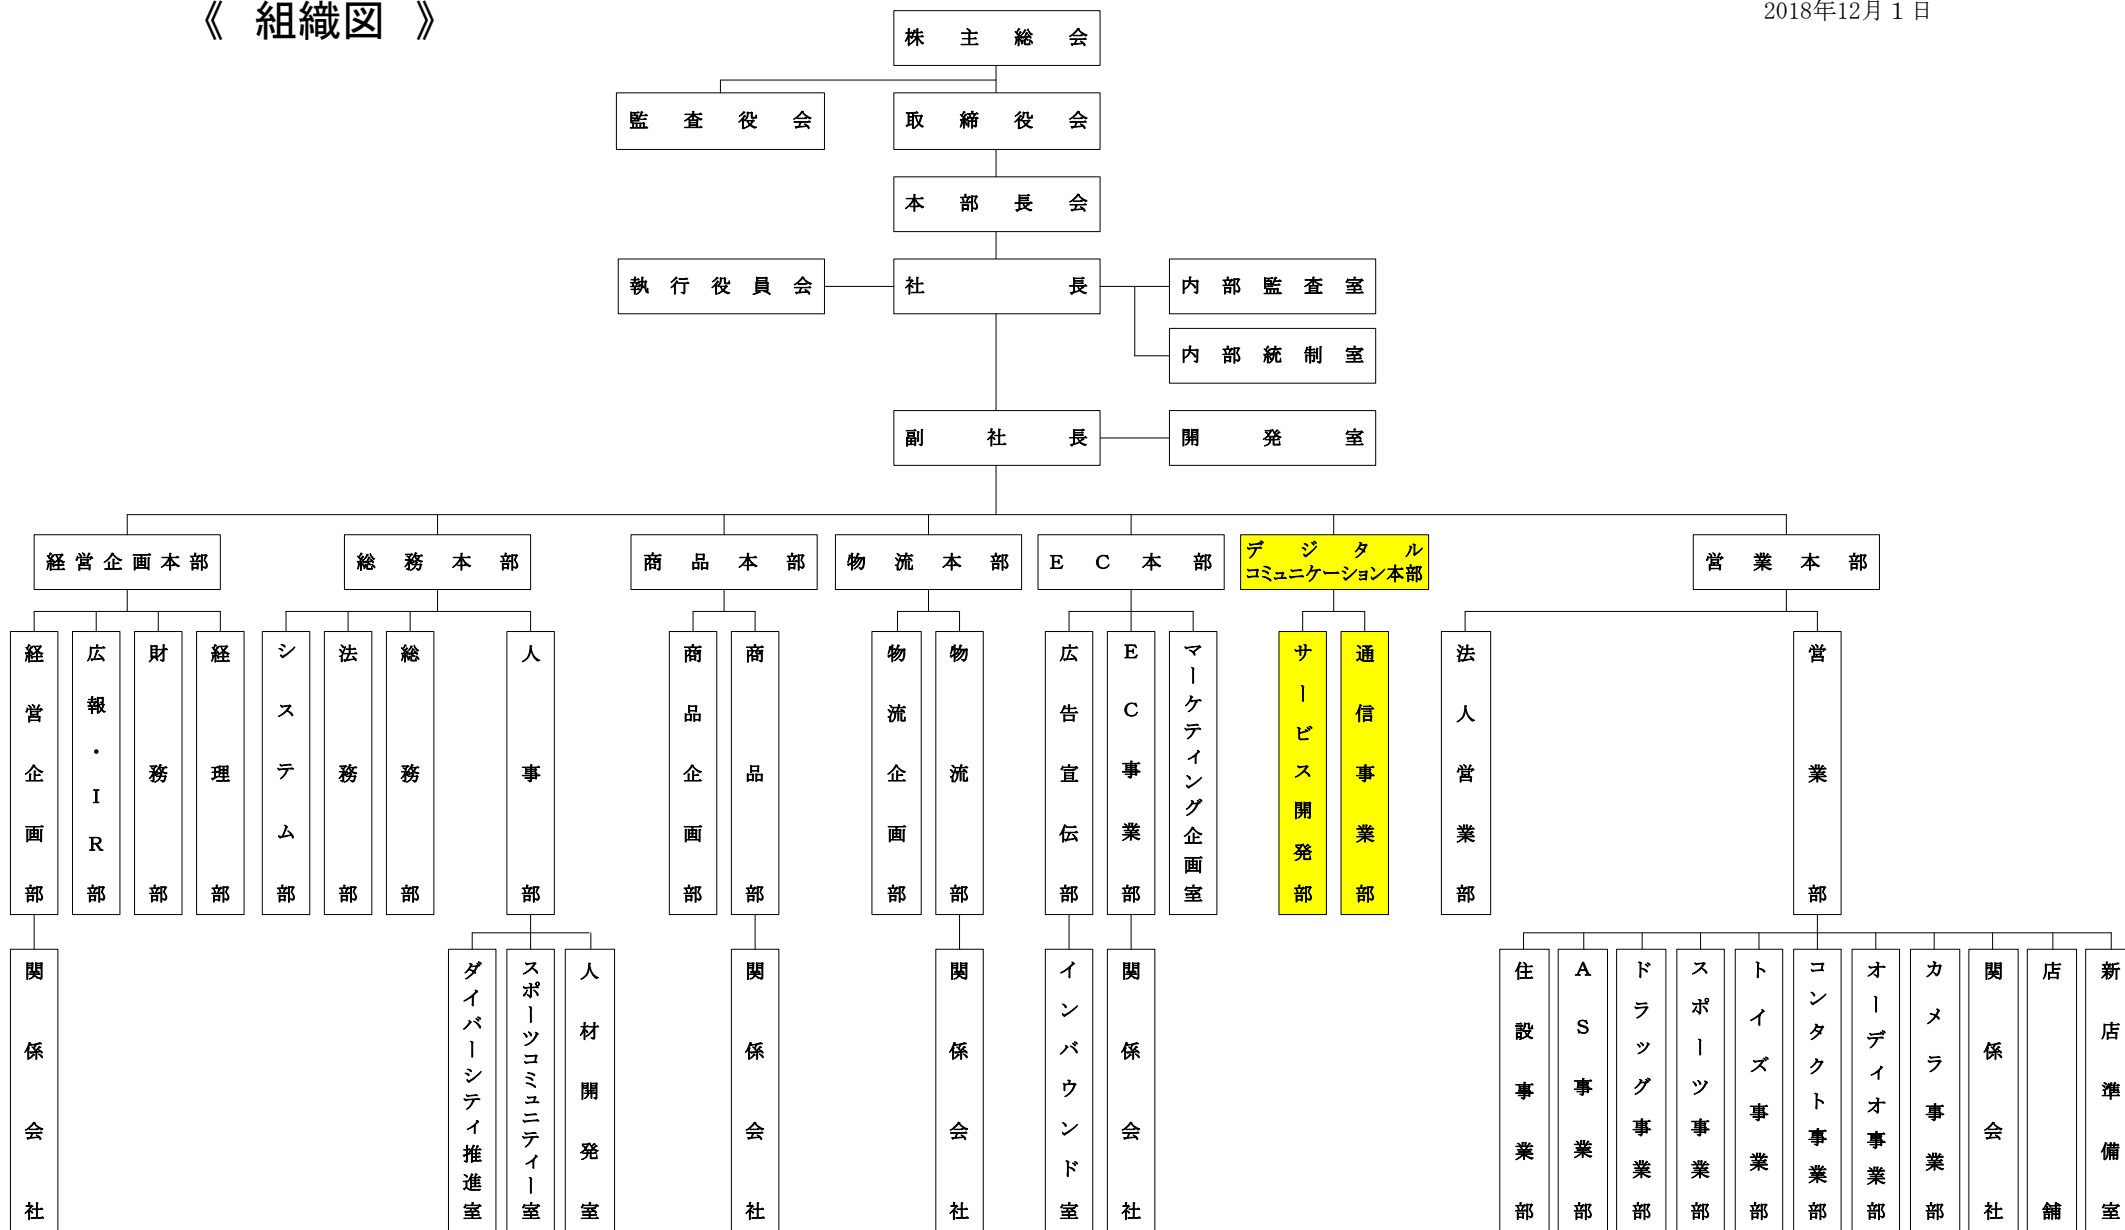 《 組織図 》
2018年12月１日
株主総会
監査役会
取締役会
本部長会
執行役員会
社長
内部監査室
内部統制室
副社長
開発室
経営企画本部
総務本部
商品本部
物流本部
ＥＣ本部
デジタル
コミュニケーション本部
営業本部
経営企画部
広報・ＩＲ部
財務部
経理部
システム部
法務部
総務部
人事部
商品企画部
商品部
物流企画部
物流部
広告宣伝部
ＥＣ事業部
マーケティング企画室
サービス開発部
通信事業部
法人営業部
営業部
関係会社
ダイバーシティ推進室
スポーツコミュニティー室
人材開発室
関係会社
関係会社
インバウンド室
関係会社
住設事業部
ＡＳ事業部
ドラッグ事業部
スポーツ事業部
トイズ事業部
コンタクト事業部
オーディオ事業部
カメラ事業部
関係会社
店舗
新店準備室